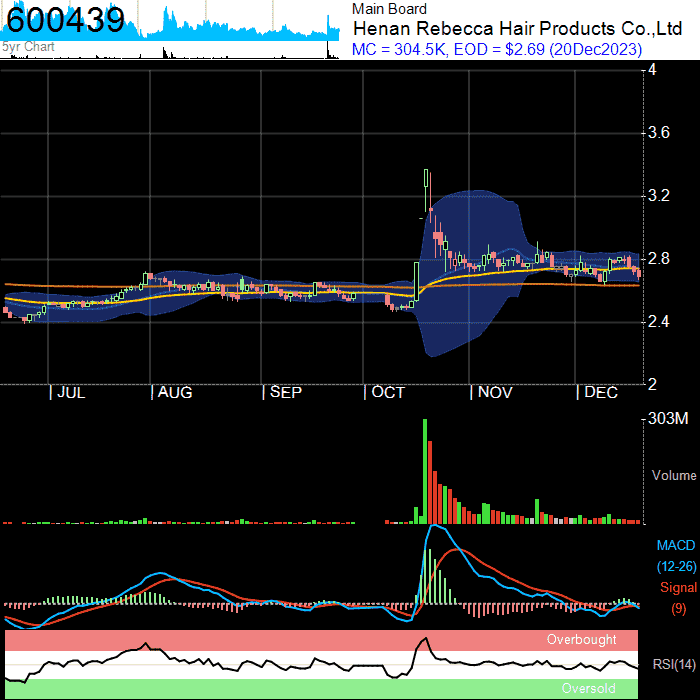 600439
5yr Chart
Main Board
Henan Rebecca Hair Products Co.,Ltd
MC = 304.5K, EOD = $2.69 (20Dec2023)
4
3.6
3.2
2.8
2.4
2
| JUL | AUG | SEP | OCT | NOV | DEC
303M
Volume
MACD
(12-26)
Signal
(9)
Overbought
RSI(14)
Oversold